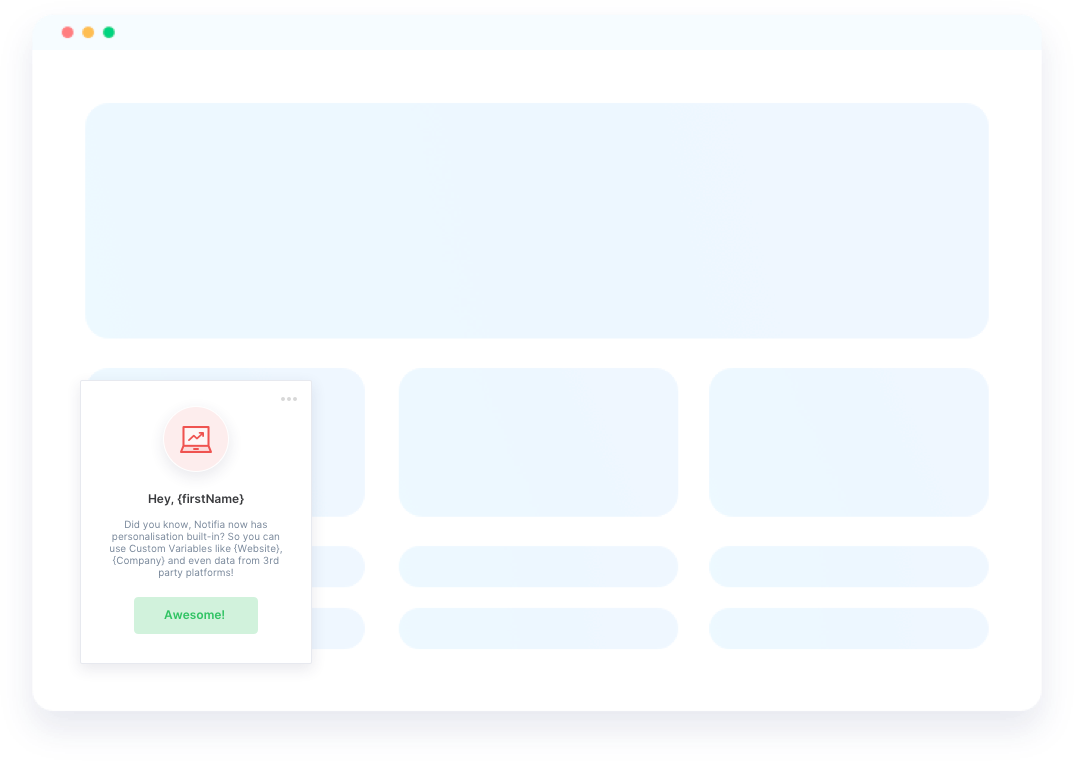 Hey, {firstName}
Did you know, Notifia now has
personalisation built-in? So you can
use Custom Variables like {Website},
{Company} and even data from 3rd
party platforms!
Awesome!